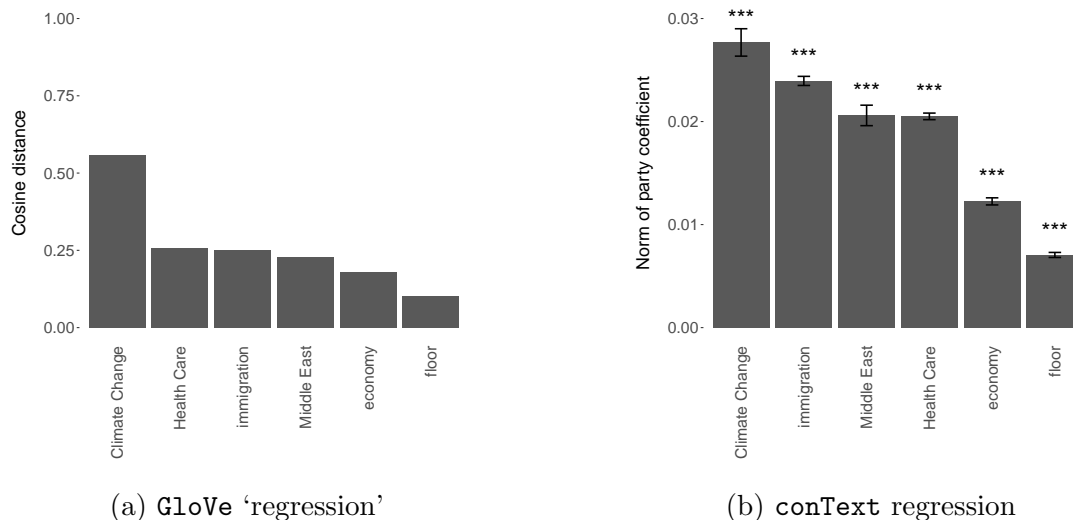 1.00
0.75
0.50
0.25
0.00
Cosine distance
Climate Change
Health Care
immigration
Middle East
economy
floor
(a) GloVe ‘regression’
0.03
0.02
0.01
0.00
Norm of party coefficient
***
***
***
***
***
***
Climate Change
immigration
Middle East
Health Care
economy
floor
(b) conText regression